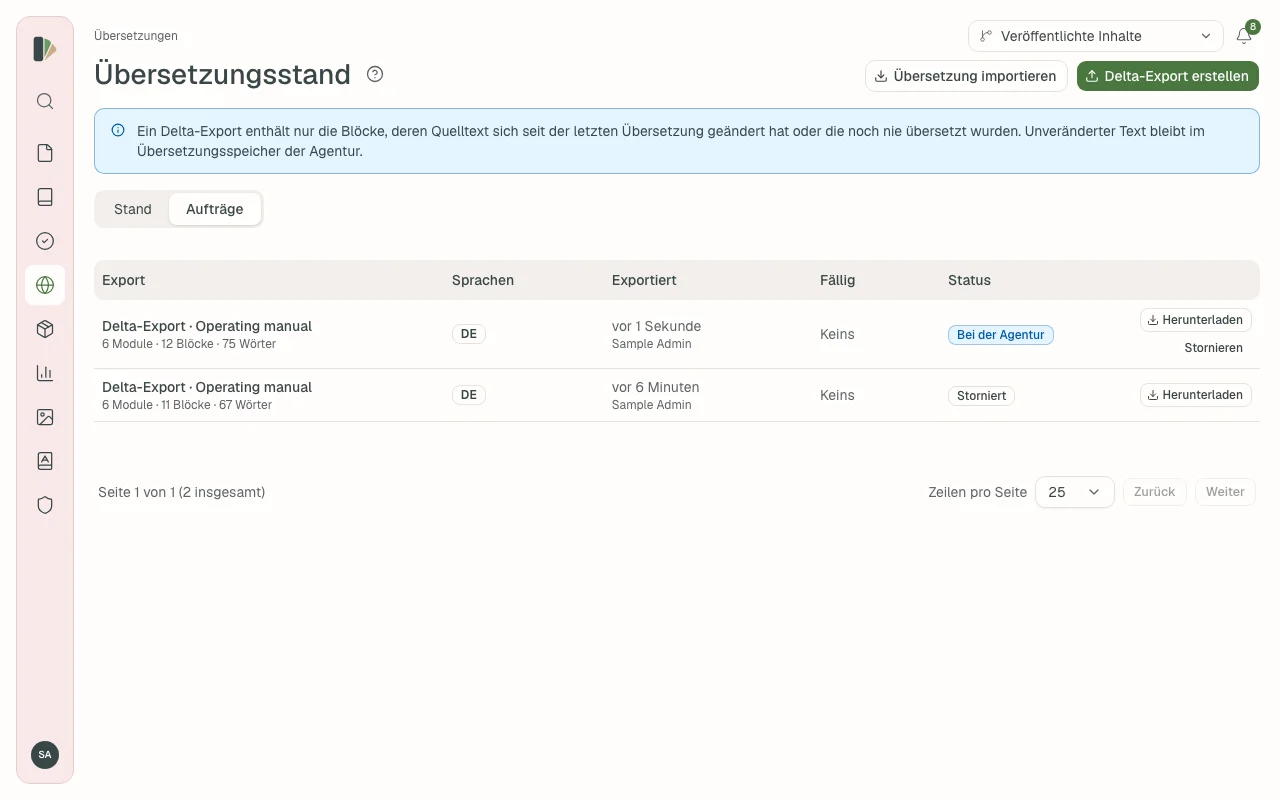 Übersetzungen
Veröffentlichte Inhalte
8
Übersetzungsstand
Übersetzung importieren
Delta-Export erstellen
Ein Delta-Export enthält nur die Blöcke, deren Quelltext sich seit der letzten Übersetzung geändert hat oder die noch nie übersetzt wurden. Unveränderter Text bleibt im
Übersetzungsspeicher der Agentur.
Stand
Aufträge
Export Sprachen Exportiert Fällig Status
Delta-Export · Operating manual
6 Module · 12 Blöcke · 75 Wörter
DE
vor 1 Sekunde
Sample Admin
Keins
Bei der Agentur
Herunterladen
Stornieren
Delta-Export · Operating manual
6 Module · 11 Blöcke · 67 Wörter
DE
vor 6 Minuten
Sample Admin
Keins
Storniert
Herunterladen
Seite 1 von 1 (2 insgesamt)
Zeilen pro Seite
25
Zurück
Weiter
SA